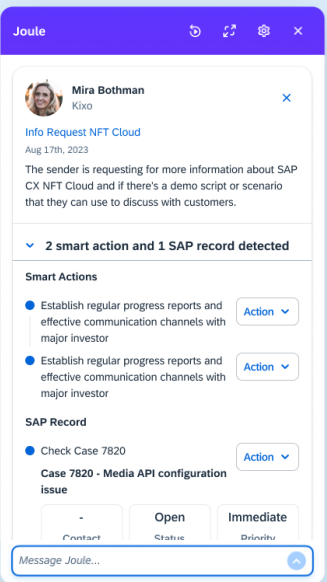 Joule
Mira Bothman
Kixo
Info Request NFT Cloud
Aug 17th, 2023
The sender is requesting for more information about SAP
CX NFT Cloud and if there's a demo script or scenario
that they can use to discuss with customers.
2 smart action and 1 SAP record detected
Smart Actions
Establish regular progress reports and
effective communication channels with
major investor
Action
Establish regular progress reports and
effective communication channels with
major investor
Action
SAP Record
Check Case 7820
Action
Case 7820 - Media API configuration
issue
- Open Immediate
Contact Status Priority
Message Joule...